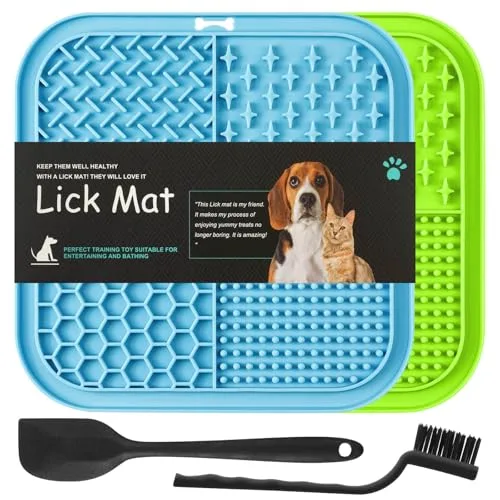 KEEP THEM WELL HEALTHY
WITH A LICK MAT! THEY WILL LOVE IT
Lick Mat
PERFECT TRAINING TOY SUITABLE FOR
ENTERTAINING AND BATHING
"This Lick mat is my friend.
It makes my process of
enjoying yummy treats no
longer boring. It is amazing!
"